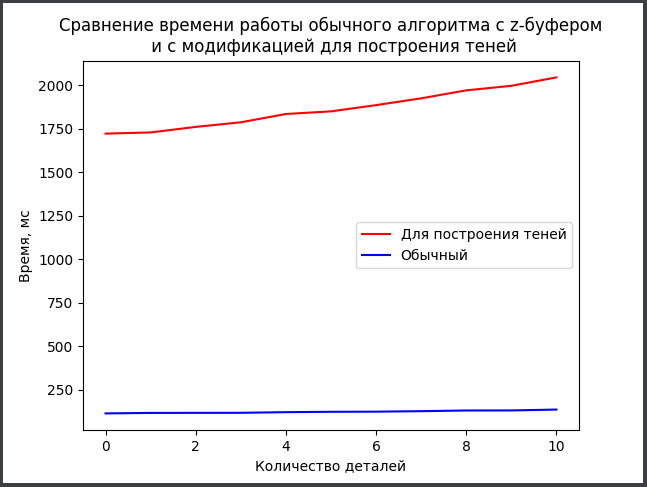 Сравнение времени работы обычного алгоритма с z-буфером
и с модификацией для построения теней
2000
1750
1500
1250
1000
750
500
250
Время, мс
Для построения теней
Обычный
0 2 4 6 8 10
Количество деталей